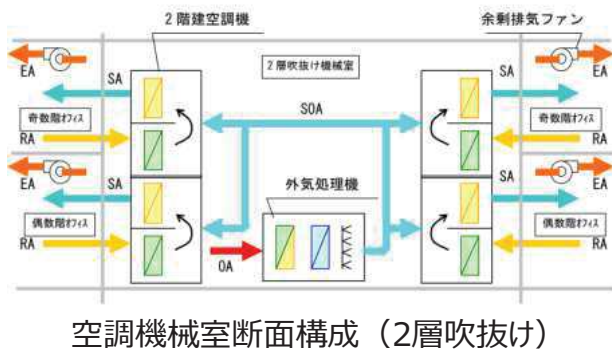 2階建空調機
余剰排気ファン
EA
SA
2層吹抜け機械室
SA
EA
奇数階ｵﾌｨｽ
SOA
奇数階ｵﾌｨｽ
RA
RA
EA
SA
外気処理機
SA
EA
偶数階ｵﾌｨｽ
偶数階ｵﾌｨｽ
RA
OA
RA
空調機械室断面構成（2層吹抜け）